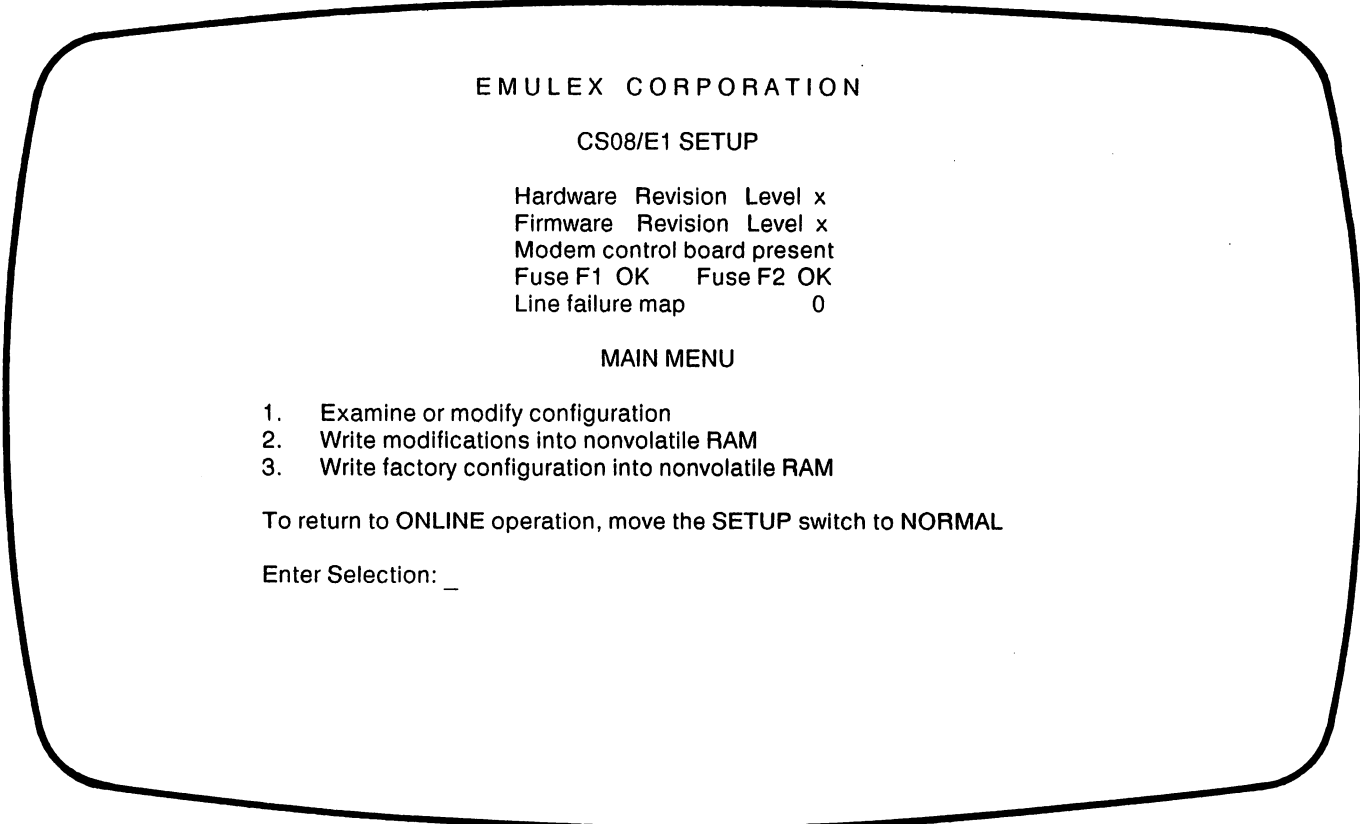 EMULEX CORPORATION
CS08/E1 SETUP
Hardware Revision Level x
Firmware Revision Level x
Modem control board present
Fuse F1 OK Fuse F2 OK
Line failure map 0
MAIN MENU
1. Examine or modify configuration
2. Write modifications into nonvolatile RAM
3. Write factory configuration into nonvolatile RAM
To return to ONLINE operation, move the SETUP switch to NORMAL
Enter Selection: _